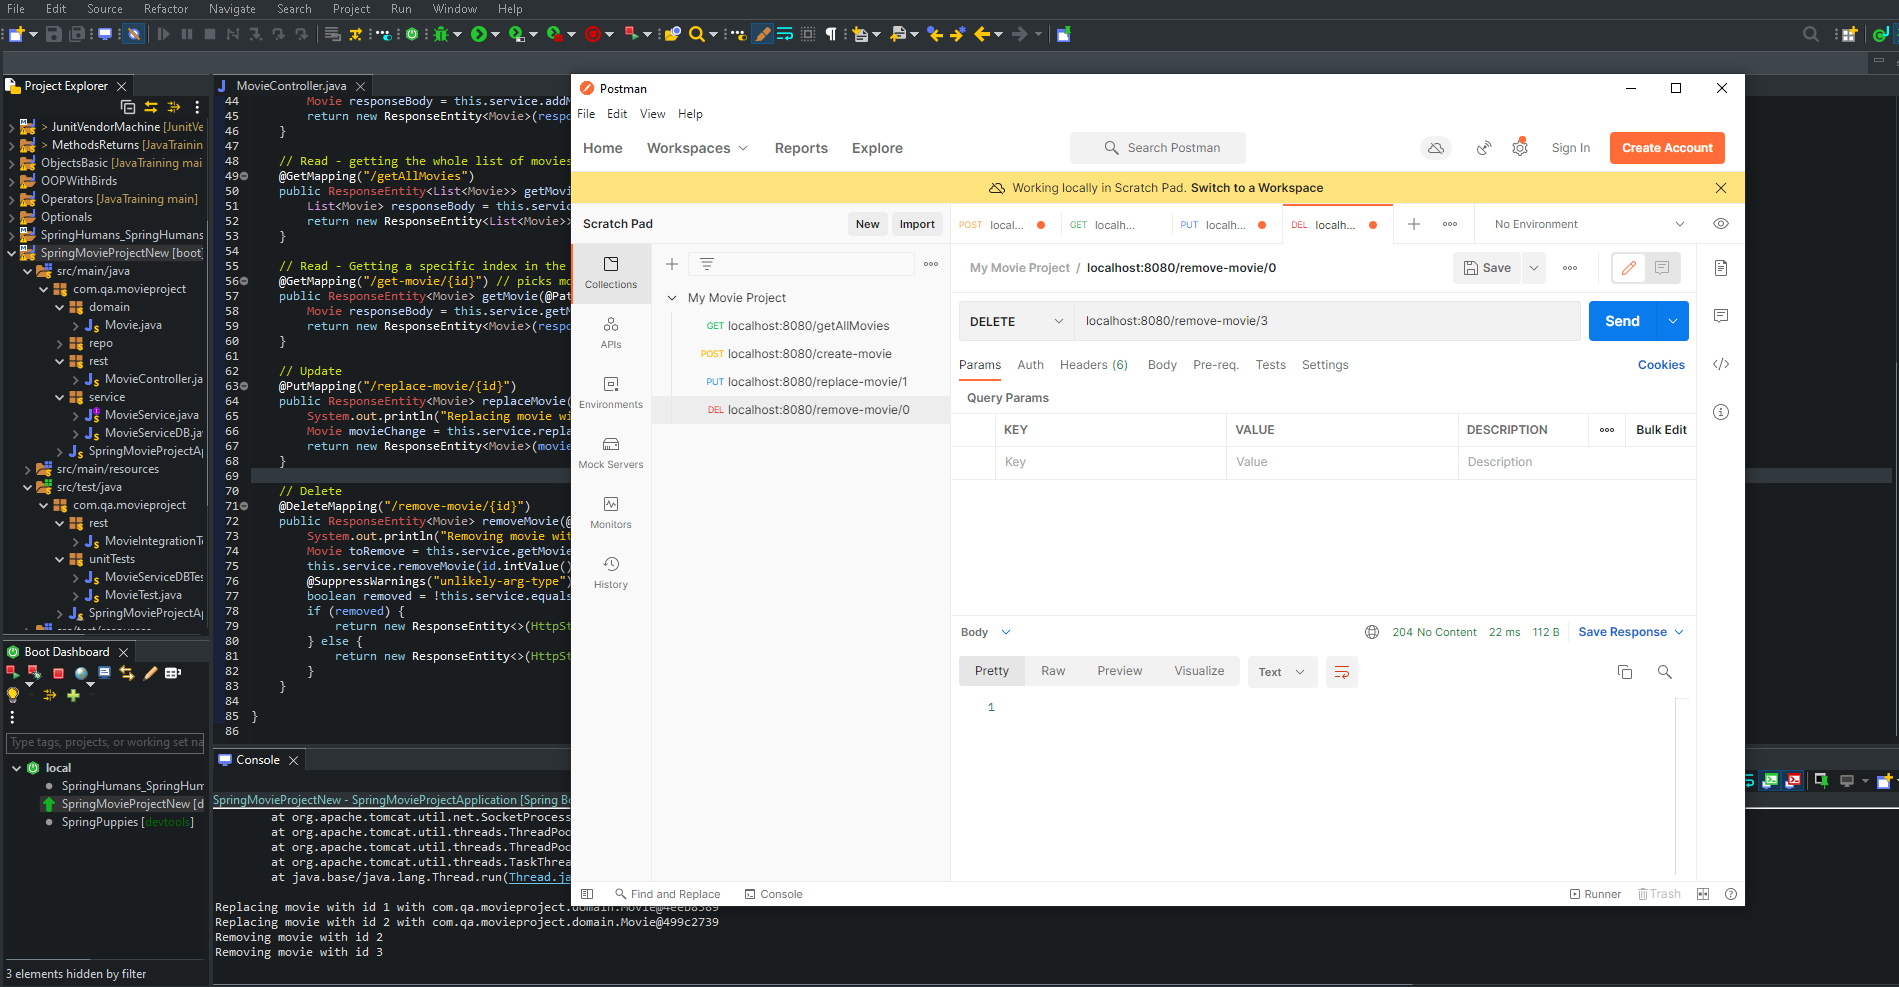 File Edit Source Refactor Navigate Search Project Run Window Help
Project Explorer
> JunitVendorMachine [JunitVe
> MethodsReturns [JavaTrainin
ObjectsBasic [JavaTraining mai
OOPWithBirds
Operators [JavaTraining main]
Optionals
SpringHumans_SpringHumans
SpringMovieProjectNew [boot]
src/main/java
com.qa.movieproject
domain
Movie.java
repo
rest
MovieController.ja
service
MovieService.java
MovieServiceDB.jav
SpringMovieProjectAp
src/main/resources
src/test/java
com.qa.movieproject
rest
MovieIntegrationTe
unitTests
MovieServiceDBTes
MovieTest.java
SpringMovieProjectAp
src/test/resources
Boot Dashboard
Type tags, projects, or working set na
local
SpringHumans_SpringHum
SpringMovieProjectNew [d
SpringPuppies [devtools]
3 elements hidden by filter
MovieController.java
44 Movie responseBody = this.service.addM
45 return new ResponseEntity<Movie>(respo
46 }
47
48 // Read - getting the whole list of movies
49 @GetMapping("/getAllMovies")
50 public ResponseEntity<List<Movie>> getMovi
51 List<Movie> responseBody = this.servic
52 return new ResponseEntity<List<Movie>>
53 }
54
55 // Read - Getting a specific index in the
56 @GetMapping("/get-movie/{id}") // picks mo
57 public ResponseEntity<Movie> getMovie(@Pat
58 Movie responseBody = this.service.getM
59 return new ResponseEntity<Movie>(respo
60 }
61
62 // Update
63 @PutMapping("/replace-movie/{id}")
64 public ResponseEntity<Movie> replaceMovie(
65 System.out.println("Replacing movie wi
66 Movie movieChange = this.service.repla
67 return new ResponseEntity<Movie>(movie
68 }
69
70 // Delete
71 @DeleteMapping("/remove-movie/{id}")
72 public ResponseEntity<Movie> removeMovie(@
73 System.out.println("Removing movie wit
74 Movie toRemove = this.service.getMovie
75 this.service.removeMovie(id.intValue()
76 @SuppressWarnings("unlikely-arg-type")
77 boolean removed = !this.service.equals
78 if (removed) {
79 return new ResponseEntity<>(HttpSt
80 } else {
81 return new ResponseEntity<>(HttpSt
82 }
83 }
84
85 }
86
Console
SpringMovieProjectNew - SpringMovieProjectApplication [Spring Bo
at org.apache.tomcat.util.net.SocketProcess
at org.apache.tomcat.util.threads.ThreadPoo
at org.apache.tomcat.util.threads.ThreadPoo
at org.apache.tomcat.util.threads.TaskThrea
at java.base/java.lang.Thread.run(Thread.ja
Replacing movie with id 1 with com.qa.movieproject.domain.Movie@4eeb8389
Replacing movie with id 2 with com.qa.movieproject.domain.Movie@499c2739
Removing movie with id 2
Removing movie with id 3
Postman
File Edit View Help
Home Workspaces Reports Explore Search Postman Sign In Create Account
Working locally in Scratch Pad. Switch to a Workspace
Scratch Pad New Import
Collections
APIs
Environments
Mock Servers
Monitors
History
My Movie Project
GET localhost:8080/getAllMovies
POST localhost:8080/create-movie
PUT localhost:8080/replace-movie/1
DEL localhost:8080/remove-movie/0
POST local... GET localh... PUT localh... DEL localh... No Environment
My Movie Project / localhost:8080/remove-movie/0 Save
DELETE localhost:8080/remove-movie/3 Send
Params Auth Headers (6) Body Pre-req. Tests Settings Cookies
Query Params
KEY VALUE DESCRIPTION Bulk Edit
Key Value Description
Body 204 No Content 22 ms 112 B Save Response
Pretty Raw Preview Visualize Text
1
Find and Replace Console Runner Trash